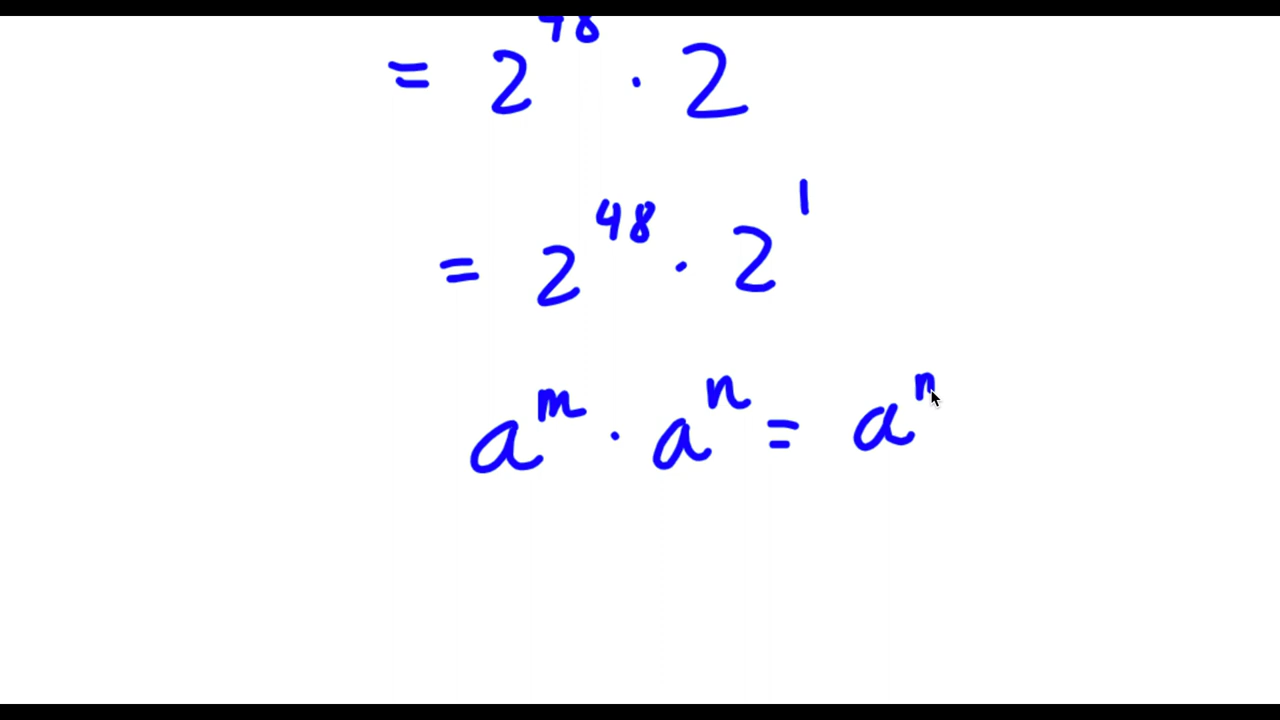 = 2^48 · 2
= 2^48 · 2^1
a^m · a^n = a^n